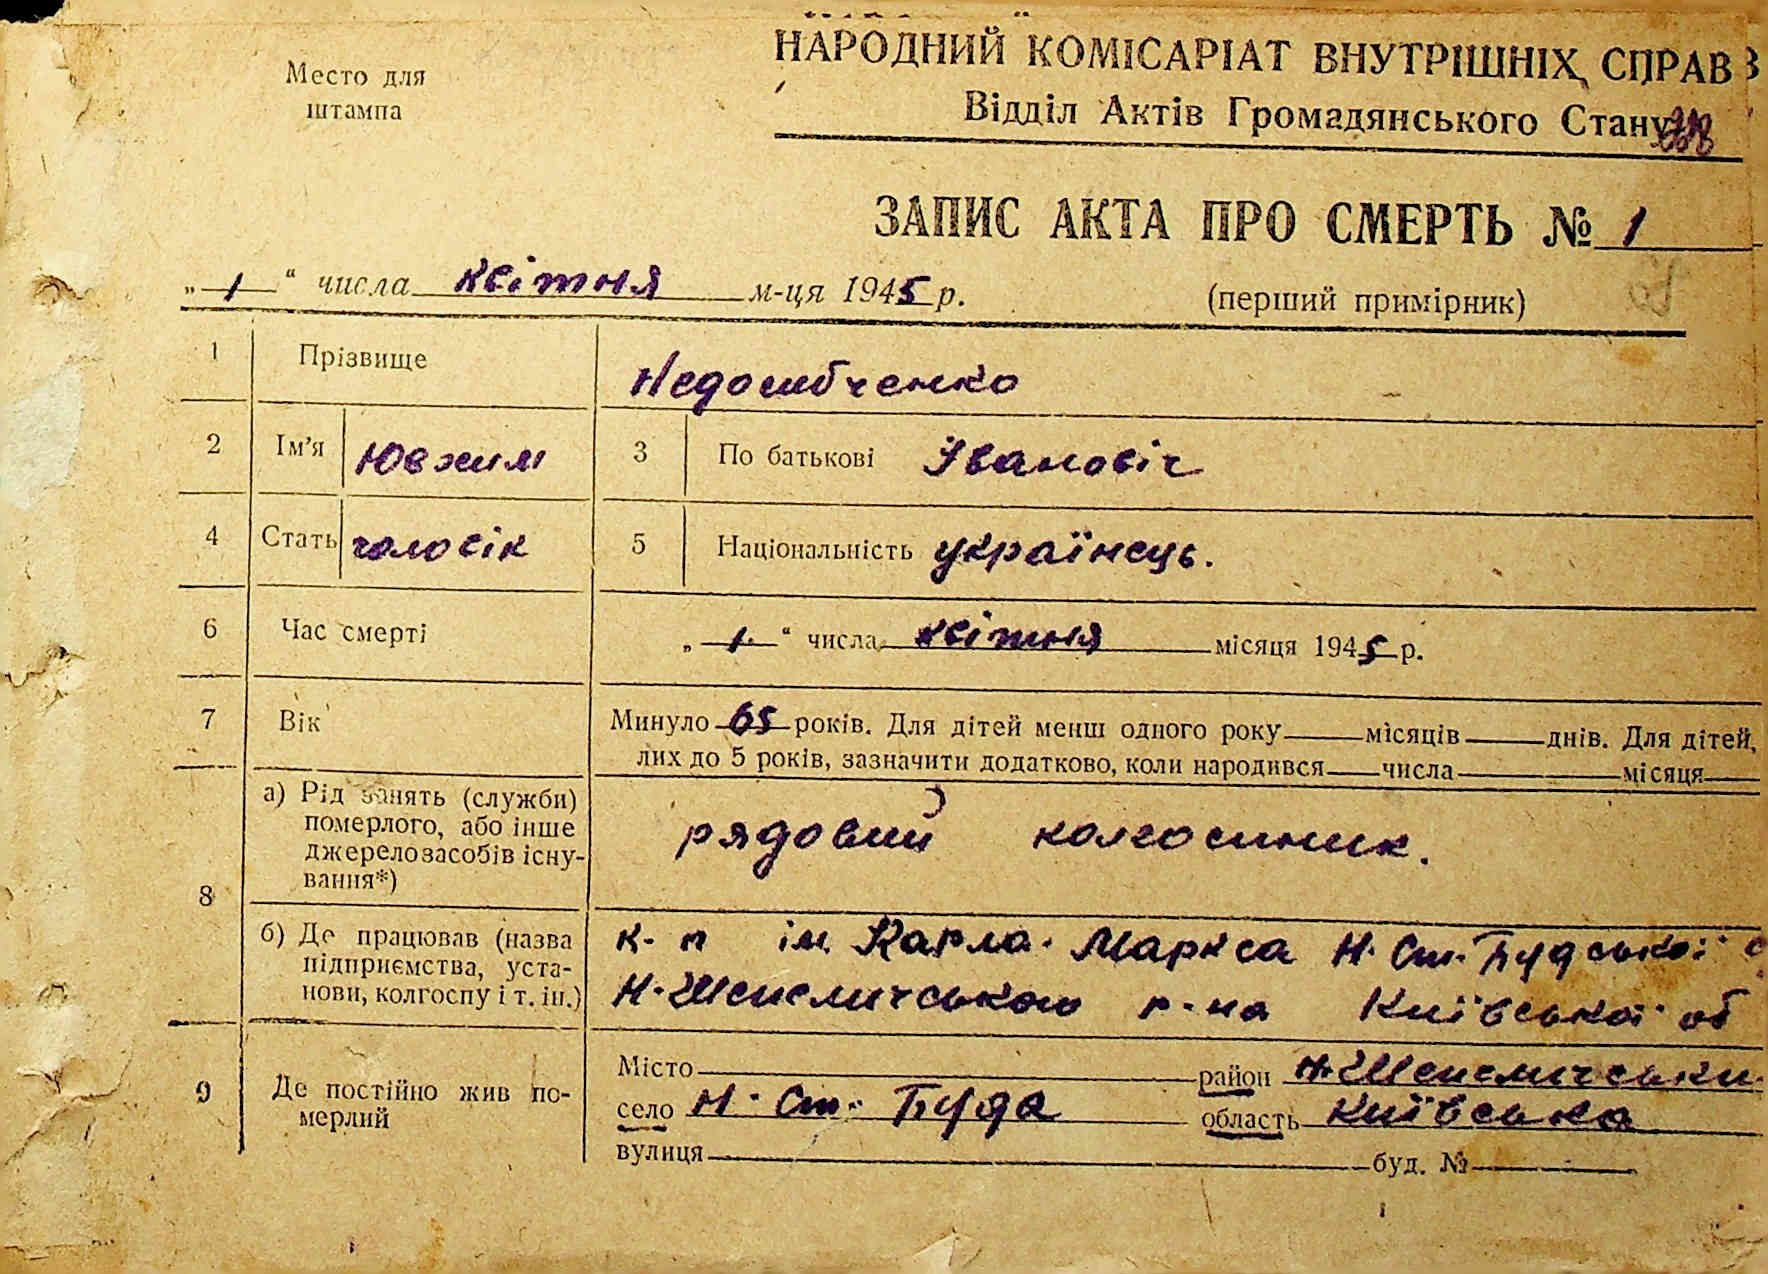 Место для
штампа
НАРОДНИЙ КОМІСАРІАТ ВНУТРІШНІХ СПРАВ
Відділ Актів Громадянського Стану
ЗАПИС АКТА ПРО СМЕРТЬ № 1
„ 1 “ числа квітня м-ця 1945 р.
(перший примірник)
1 Прізвище
2 Ім'я Ювхим 3 По батькові Івановіч
4 Стать чоловік 5 Національність українець.
6 Час смерті „ 1. “ числа квітня місяця 1945 р.
7 Вік Минуло 65 років. Для дітей менш одного року місяців днів. Для дітей,
лих до 5 років, зазначити додатково, коли народився числа місяця
8 а) Рід занять (служби)
померлого, або інше
джерело засобів існу-
вання*)
рядовий колгоспник.
б) Де працював (назва
підприємства, уста-
нови, колгоспу і т. ін.)
к-п ім Карла. Маркса Н. Ст. Будської с
Н-Шепеличського р-на Київської об
9 Де постійно жив по-
мерлий
Місто район Н-Шепеличськи
село Н. Ст. Буда область Київська
вулиця буд. №